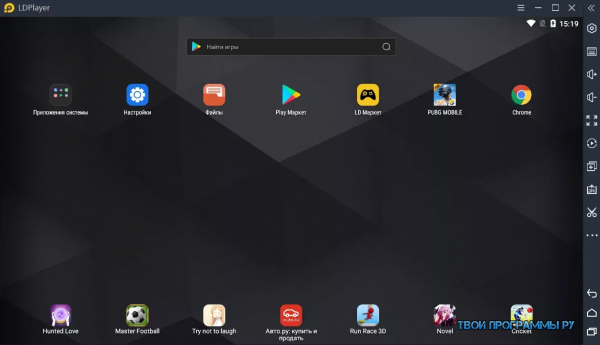 LDPlayer
15:19
Найти игры
Приложения системы
Настройки
Файлы
Play Маркет
LD Маркет
PUBG MOBILE
Chrome
Hunted Love
Master Football
Try not to laugh
Авто.ру: купить и
продать
Run Race 3D
Novel
Cricket
ТВОИ ПРОГРАММЫ РУ